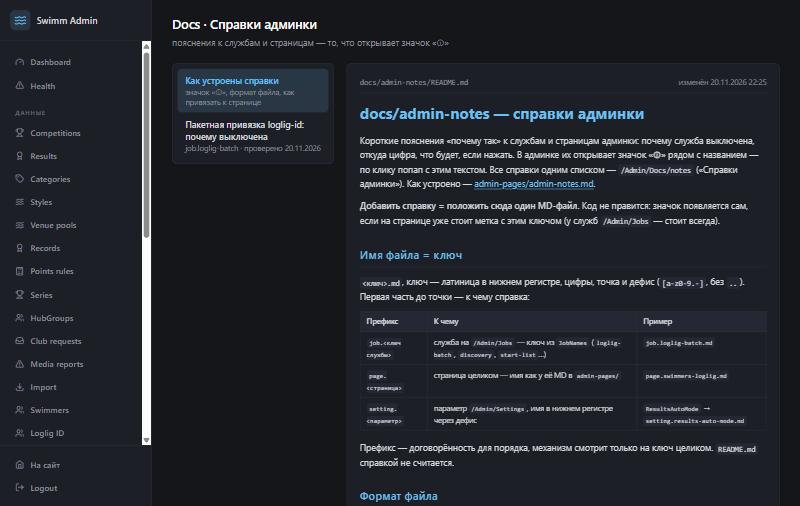 Swimm Admin
Dashboard
Health
ДАННЫЕ
Competitions
Results
Categories
Styles
Venue pools
Records
Points rules
Series
HubGroups
Club requests
Media reports
Import
Swimmers
Loglig ID
На сайт
Logout
Docs · Справки админки
пояснения к службам и страницам — то, что открывает значок «ⓘ»
Как устроены справки
значок «ⓘ», формат файла, как
привязать к странице
Пакетная привязка loglig-id:
почему выключена
job.loglig-batch · проверено 20.11.2026
docs/admin-notes/README.md
изменён 20.11.2026 22:25
docs/admin-notes — справки админки
Короткие пояснения «почему так» к службам и страницам админки: почему служба выключена,
откуда цифра, что будет, если нажать. В админке их открывает значок «ⓘ» рядом с названием —
по клику попап с этим текстом. Все справки одним списком — /Admin/Docs/notes («Справки
админки»). Как устроено — admin-pages/admin-notes.md.
Добавить справку = положить сюда один MD-файл. Код не правится: значок появляется сам,
если на странице уже стоит метка с этим ключом (у служб /Admin/Jobs — стоит всегда).
Имя файла = ключ
<ключ>.md, ключ — латиница в нижнем регистре, цифры, точка и дефис ( [a-z0-9.-] , без .. ).
Первая часть до точки — к чему справка:
Префикс К чему Пример
job.<ключ
службы>
служба на /Admin/Jobs — ключ из JobNames ( loglig-
batch , discovery , start-list …)
job.loglig-batch.md
page.
<страница>
страница целиком — имя как у её MD в admin-pages/
page.swimmers-loglig.md
setting.
<параметр>
параметр /Admin/Settings , имя в нижнем регистре
через дефис
ResultsAutoMode →
setting.results-auto-mode.md
Префикс — договорённость для порядка, механизм смотрит только на ключ целиком. README.md
справкой не считается.
Формат файла